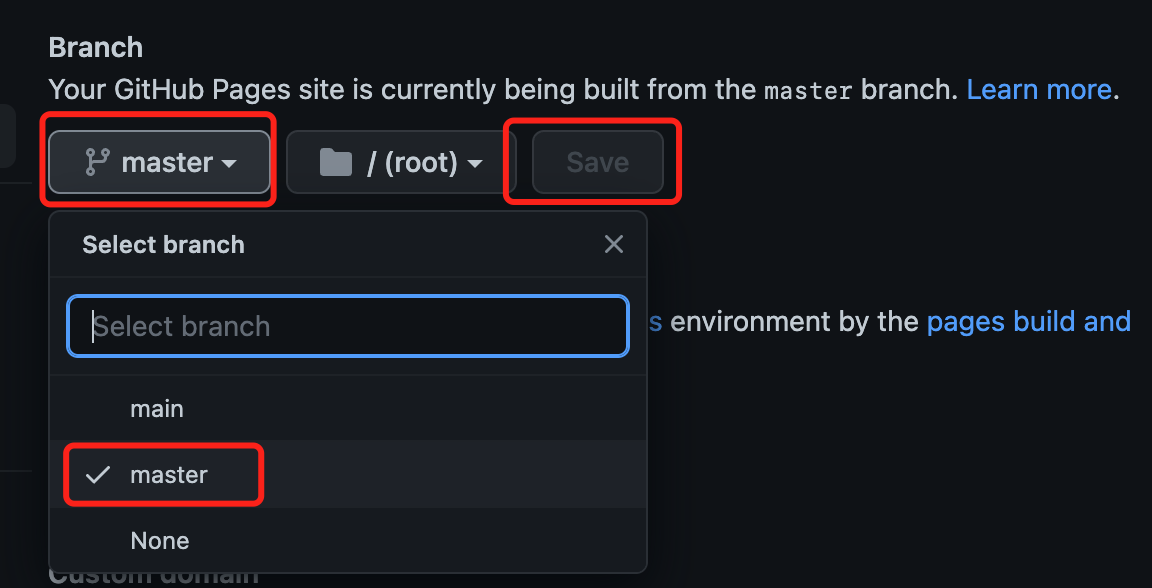 Branch
Your GitHub Pages site is currently being built from the master branch. Learn more.
master
/ (root)
Save
Select branch
Select branch
s environment by the pages build and
main
master
None
Custom domain